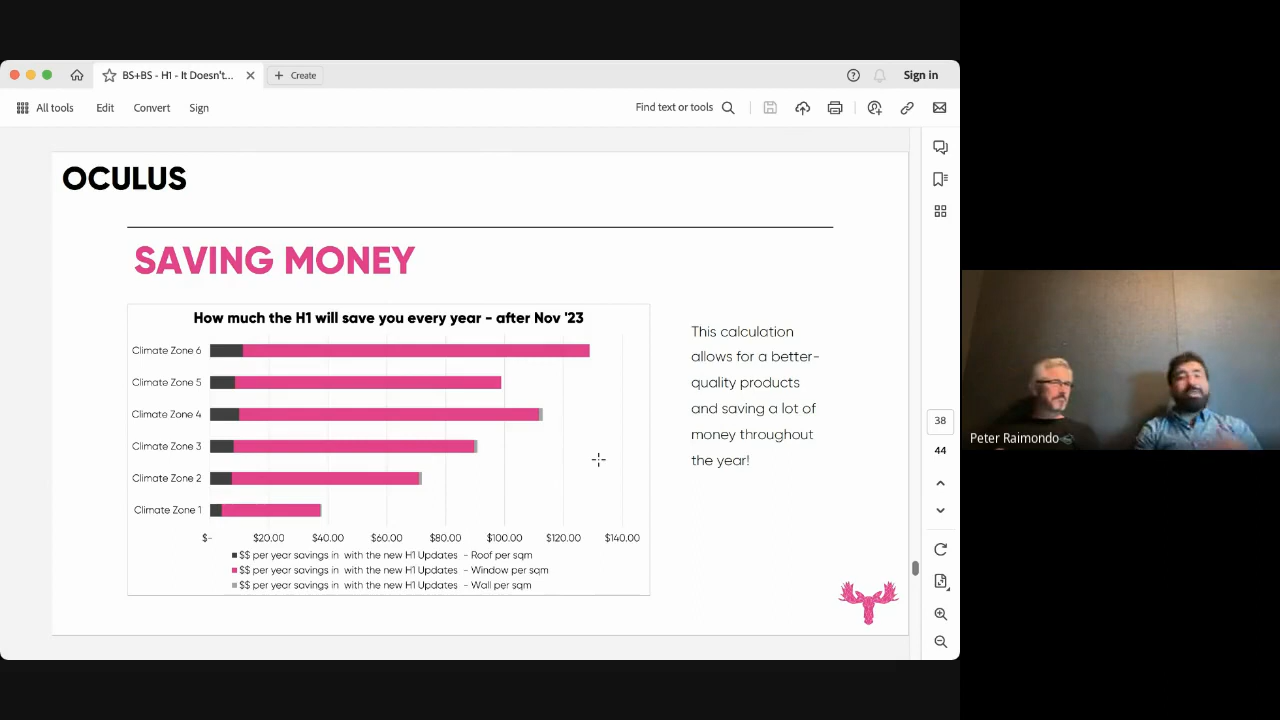 BS+BS - H1 - It Doesn't...
Create
Sign in
All tools
Edit
Convert
Sign
Find text or tools
OCULUS
SAVING MONEY
How much the H1 will save you every year - after Nov '23
Climate Zone 6
Climate Zone 5
Climate Zone 4
Climate Zone 3
Climate Zone 2
Climate Zone 1
$- $20.00 $40.00 $60.00 $80.00 $100.00 $120.00 $140.00
$$ per year savings in with the new H1 Updates - Roof per sqm
$$ per year savings in with the new H1 Updates - Window per sqm
$$ per year savings in with the new H1 Updates - Wall per sqm
This calculation
allows for a better-
quality products
and saving a lot of
money throughout
the year!
38
44
Peter Raimondo